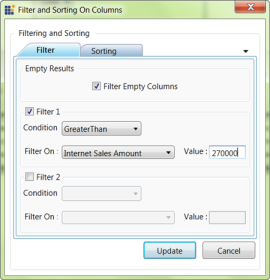 Filter and Sorting On Columns
Filtering and Sorting
Filter Sorting
Empty Results
Filter Empty Columns
Filter 1
Condition GreaterThan
Filter On : Internet Sales Amount Value : 270000
Filter 2
Condition
Filter On : Value :
Update Cancel